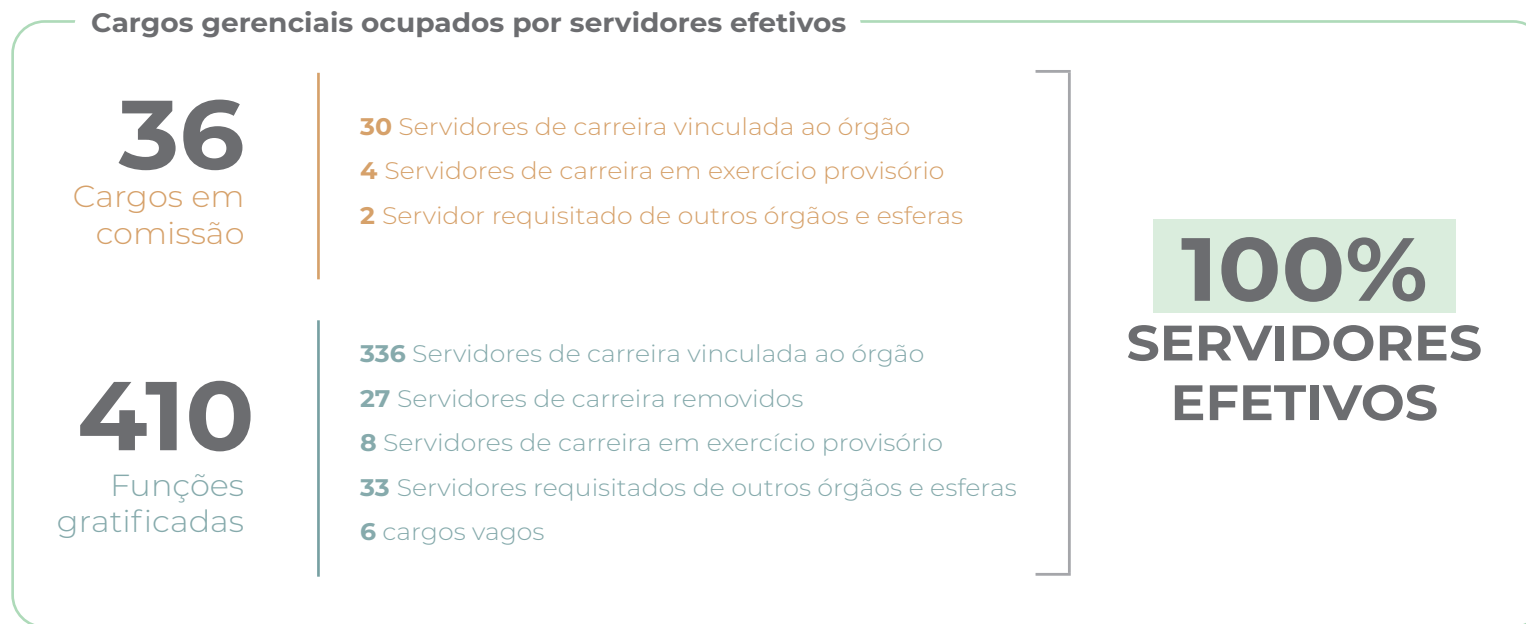 Cargos gerenciais ocupados por servidores efetivos
36
Cargos em
comissão
30 Servidores de carreira vinculada ao órgão
4 Servidores de carreira em exercício provisório
2 Servidor requisitado de outros órgãos e esferas
410
Funções
gratificadas
336 Servidores de carreira vinculada ao órgão
27 Servidores de carreira removidos
8 Servidores de carreira em exercício provisório
33 Servidores requisitados de outros órgãos e esferas
6 cargos vagos
100%
SERVIDORES
EFETIVOS